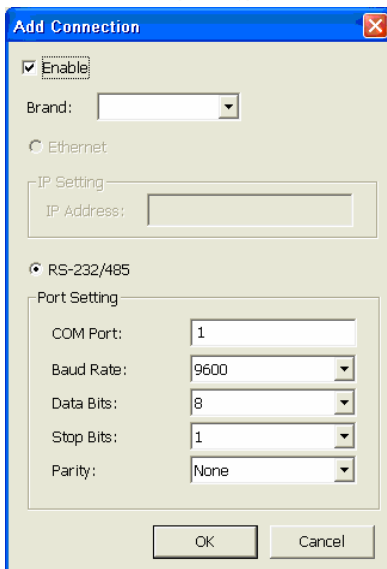 Add Connection
Enable
Brand:
Ethernet
IP Setting
IP Address:
RS-232/485
Port Setting
COM Port: 1
Baud Rate: 9600
Data Bits: 8
Stop Bits: 1
Parity: None
OK Cancel